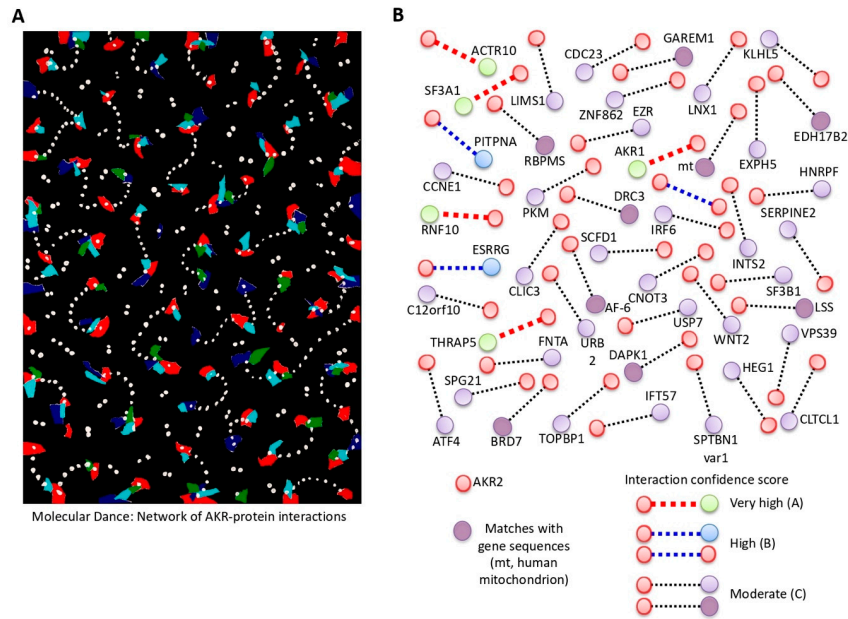 A
B
ACTR10
CDC23
GAREM1
KLHL5
SF3A1
LIMS1
ZNF862
LNX1
EDH17B2
EZR
PITPNA
RBPMS
AKR1
mt
EXPH5
HNRPF
CCNE1
PKM
DRC3
SERPINE2
RNF10
IRF6
SCFD1
INTS2
ESRRG
CLIC3
CNOT3
SF3B1
C12orf10
AF-6
USP7
LSS
THRAP5
FNTA
URB
2
WNT2
VPS39
DAPK1
HEG1
SPG21
IFT57
ATF4
BRD7
TOPBP1
SPTBN1
var1
CLTCL1
Molecular Dance: Network of AKR-protein interactions
AKR2
Matches with
gene sequences
(mt, human
mitochondrion)
Interaction confidence score
Very high (A)
High (B)
Moderate (C)